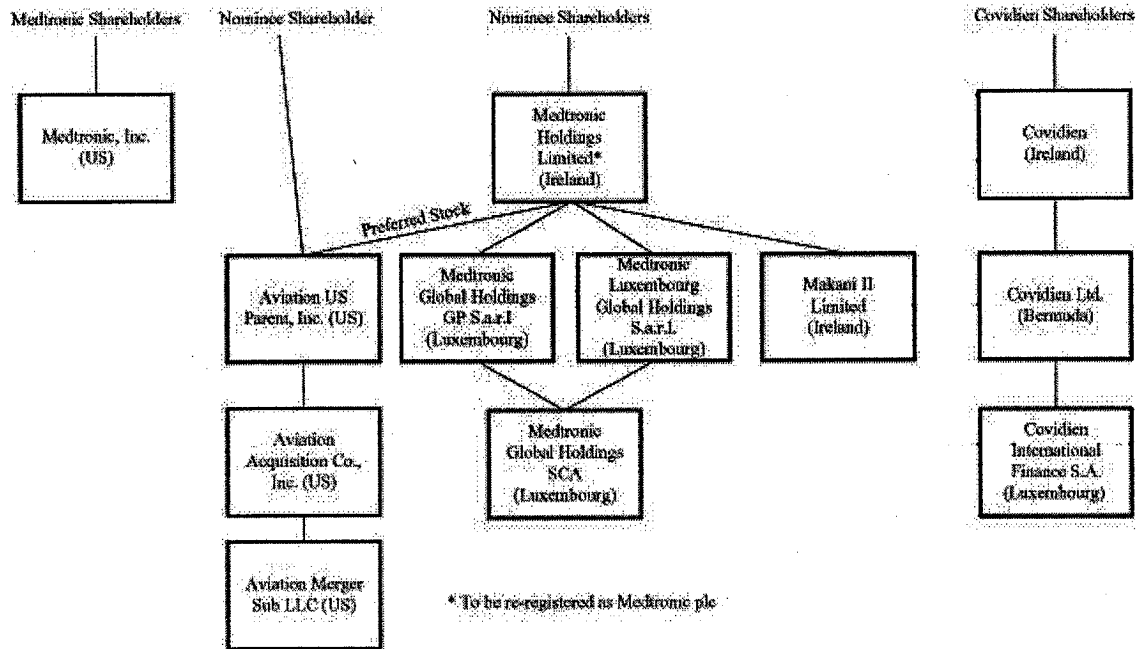 Medtronic Shareholders
Nominee Shareholder
Nominee Shareholders
Covidien Shareholders
Medtronic, Inc.
(US)
Medtronic
Holdings
Limited*
(Ireland)
Covidien
(Ireland)
Preferred Stock
Aviation US
Parent, Inc. (US)
Medtronic
Global Holdings
GP S.a.r.l
(Luxembourg)
Medtronic
Luxembourg
Global Holdings
S.a.r.l.
(Luxembourg)
Makani II
Limited
(Ireland)
Covidien Ltd.
(Bermuda)
Aviation
Acquisition Co.,
Inc. (US)
Medtronic
Global Holdings
SCA
(Luxembourg)
Covidien
International
Finance S.A.
(Luxembourg)
Aviation Merger
Sub LLC (US)
* To be re-registered as Medtronic plc